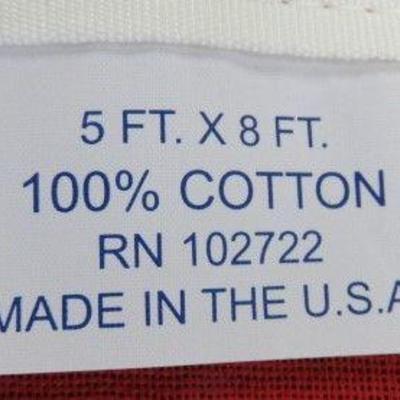 5 FT. X 8 FT.
100% COTTON
RN 102722
MADE IN THE U.S.A